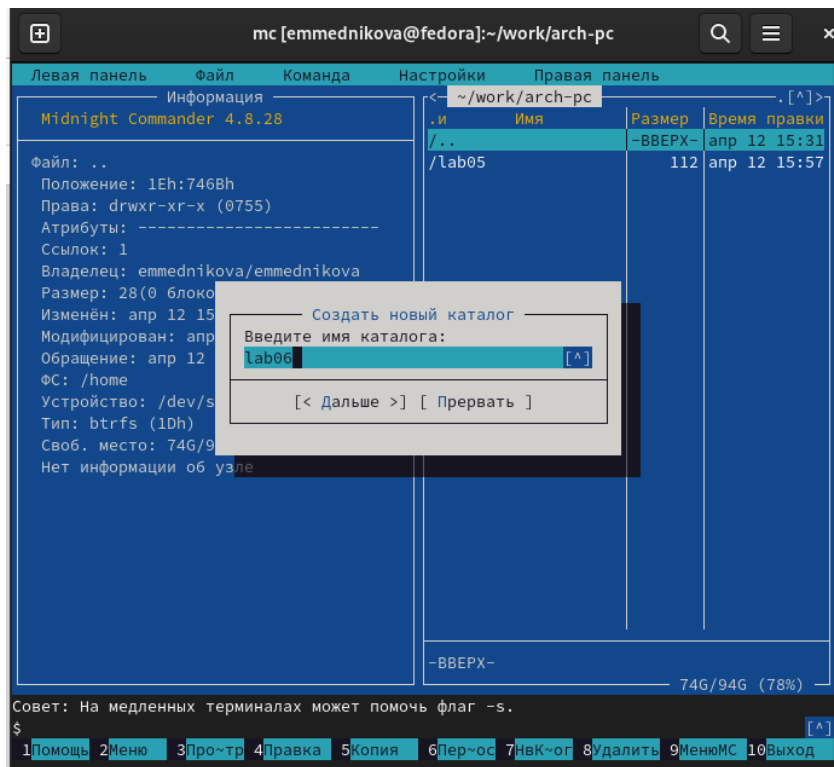 mc [emmednikova@fedora]:~/work/arch-pc
Левая панель Файл Команда Настройки Правая панель
Информация
Midnight Commander 4.8.28
Файл: ..
Положение: 1Eh:746Bh
Права: drwxr-xr-x (0755)
Атрибуты: -------------------------
Ссылок: 1
Владелец: emmednikova/emmednikova
Размер: 28(0 блоко
Изменён: апр 12 15
Модифицирован: апр
Обращение: апр 12
ФС: /home
Устройство: /dev/s
Тип: btrfs (1Dh)
Своб. место: 74G/9
Нет информации об узле
<— ~/work/arch-pc .[^]>
.и Имя Размер Время правки
/.. -ВВЕРХ- апр 12 15:31
/lab05 112 апр 12 15:57
Создать новый каталог
Введите имя каталога:
lab06 [^]
[< Дальше >] [ Прервать ]
-ВВЕРХ-
74G/94G (78%)
Совет: На медленных терминалах может помочь флаг -s.
$ [^]
1Помощь 2Меню 3Про~тр 4Правка 5Копия 6Пер~ос 7НвК~ог 8Удалить 9МенюMC 10Выход